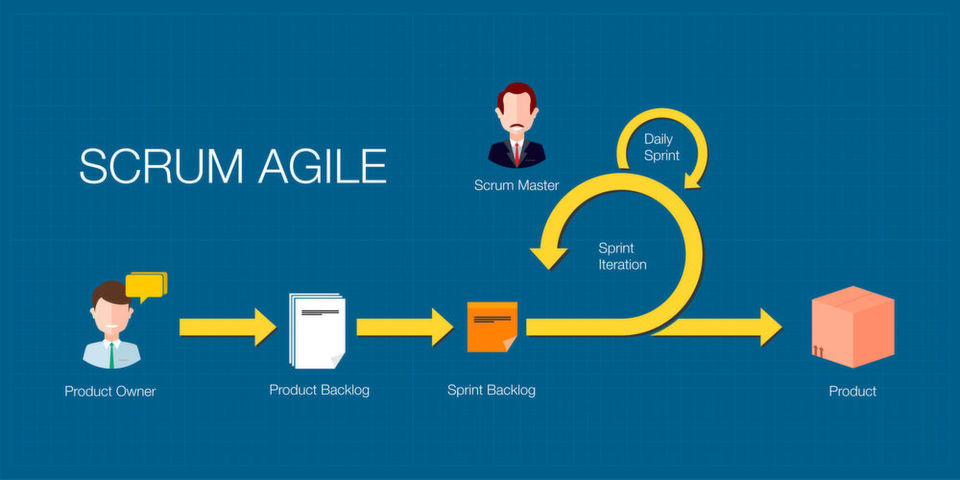 SCRUM AGILE
Scrum Master
Daily
Sprint
Sprint
Iteration
Product Owner
Product Backlog
Sprint Backlog
Product